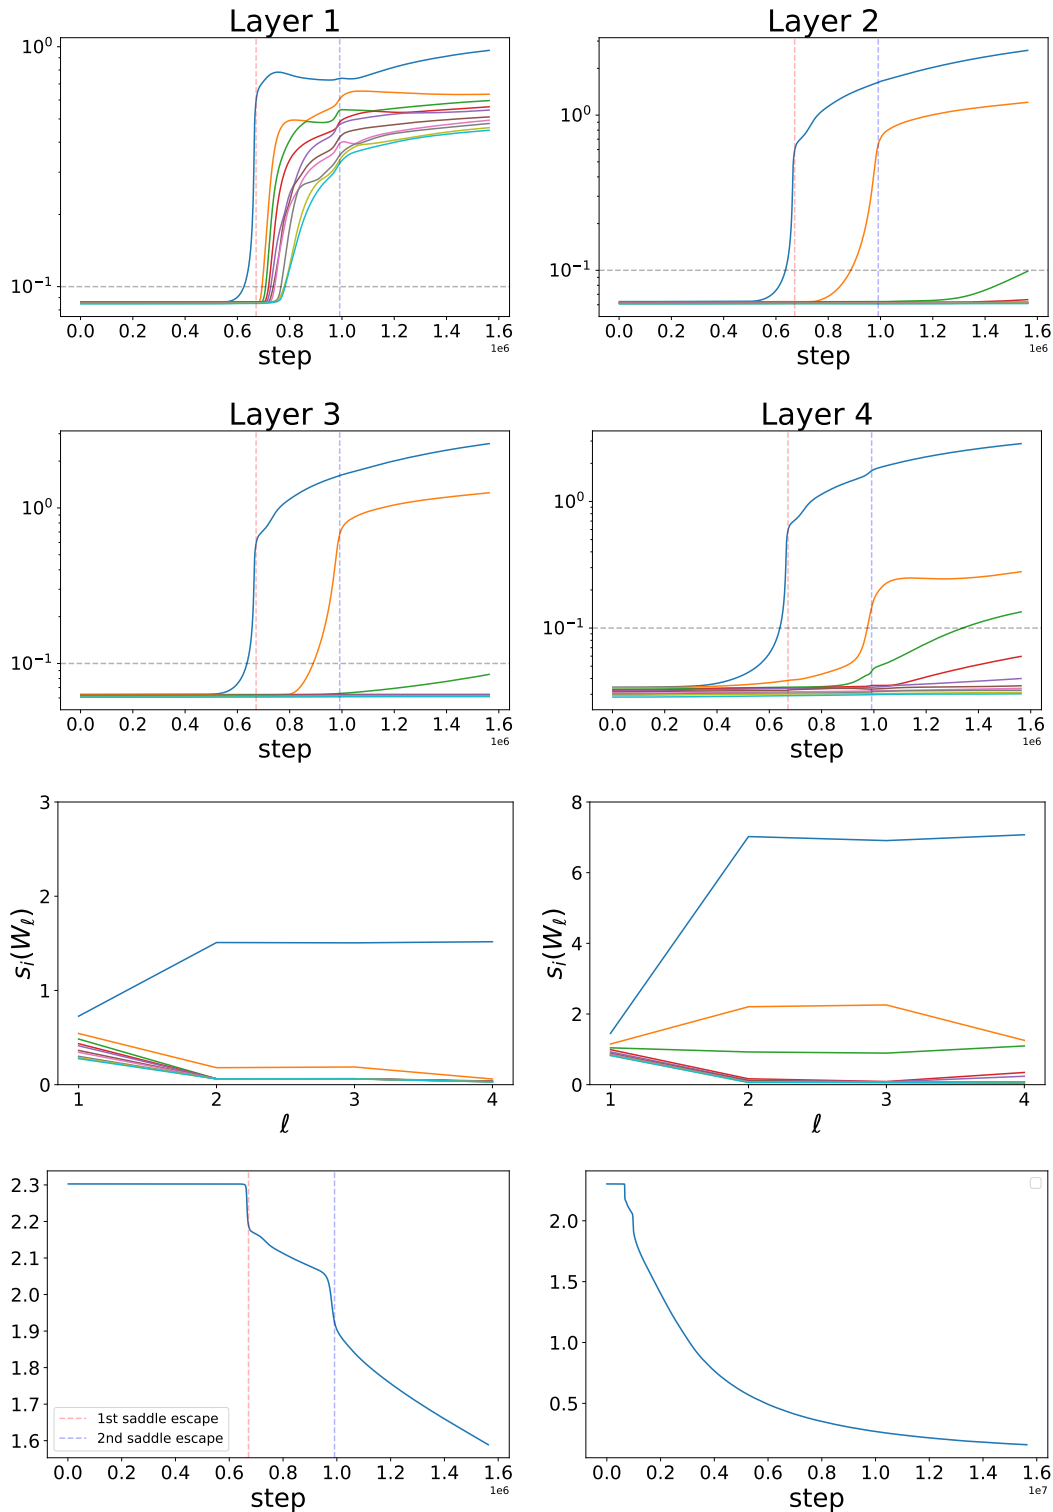 Layer 1
Layer 2
10^0
10^-1
0.0 0.2 0.4 0.6 0.8 1.0 1.2 1.4 1.6
1e6
step
10^0
10^-1
0.0 0.2 0.4 0.6 0.8 1.0 1.2 1.4 1.6
1e6
step
Layer 3
Layer 4
10^0
10^-1
0.0 0.2 0.4 0.6 0.8 1.0 1.2 1.4 1.6
1e6
step
10^0
10^-1
0.0 0.2 0.4 0.6 0.8 1.0 1.2 1.4 1.6
1e6
step
s_i(W_ℓ)
3
2
1
0
1 2 3 4
ℓ
s_i(W_ℓ)
8
6
4
2
0
1 2 3 4
ℓ
2.3
2.2
2.1
2.0
1.9
1.8
1.7
1.6
1st saddle escape
2nd saddle escape
0.0 0.2 0.4 0.6 0.8 1.0 1.2 1.4 1.6
1e6
step
2.0
1.5
1.0
0.5
0.0 0.2 0.4 0.6 0.8 1.0 1.2 1.4 1.6
1e7
step